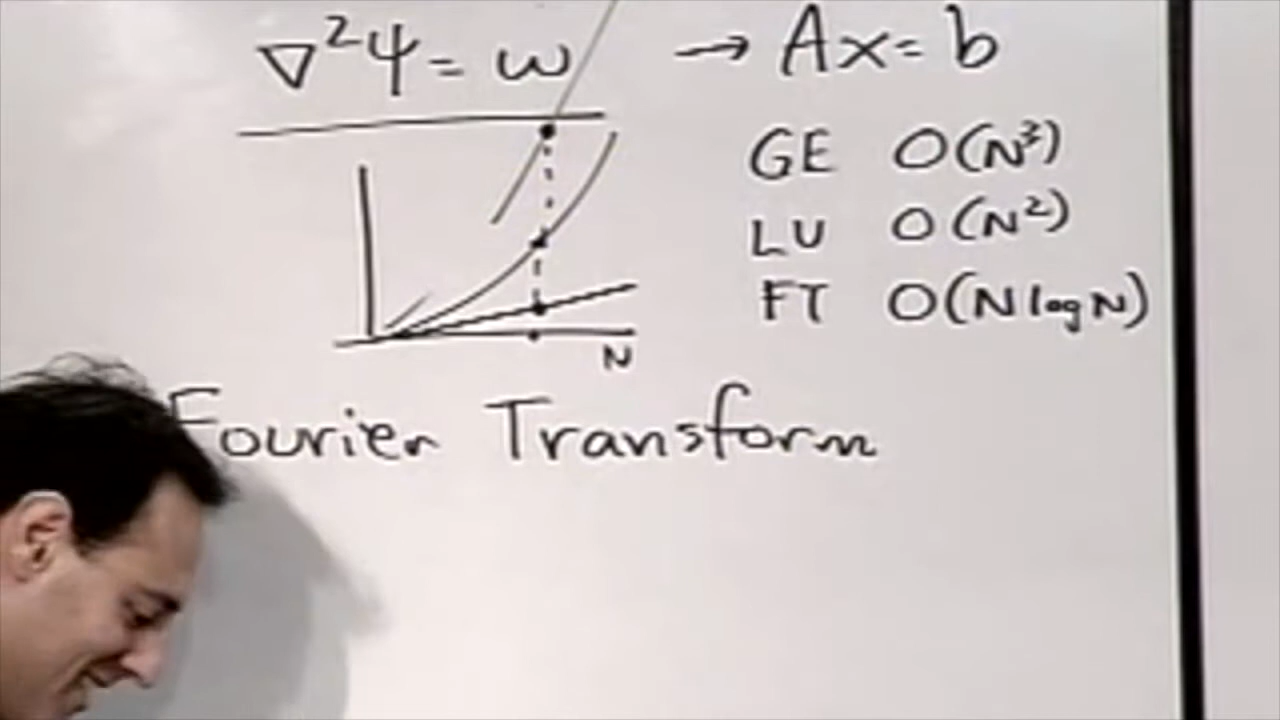 ∇²ψ = ω → Ax = b
GE O(N³)
LU O(N²)
FT O(N log N)
N
Fourier Transform